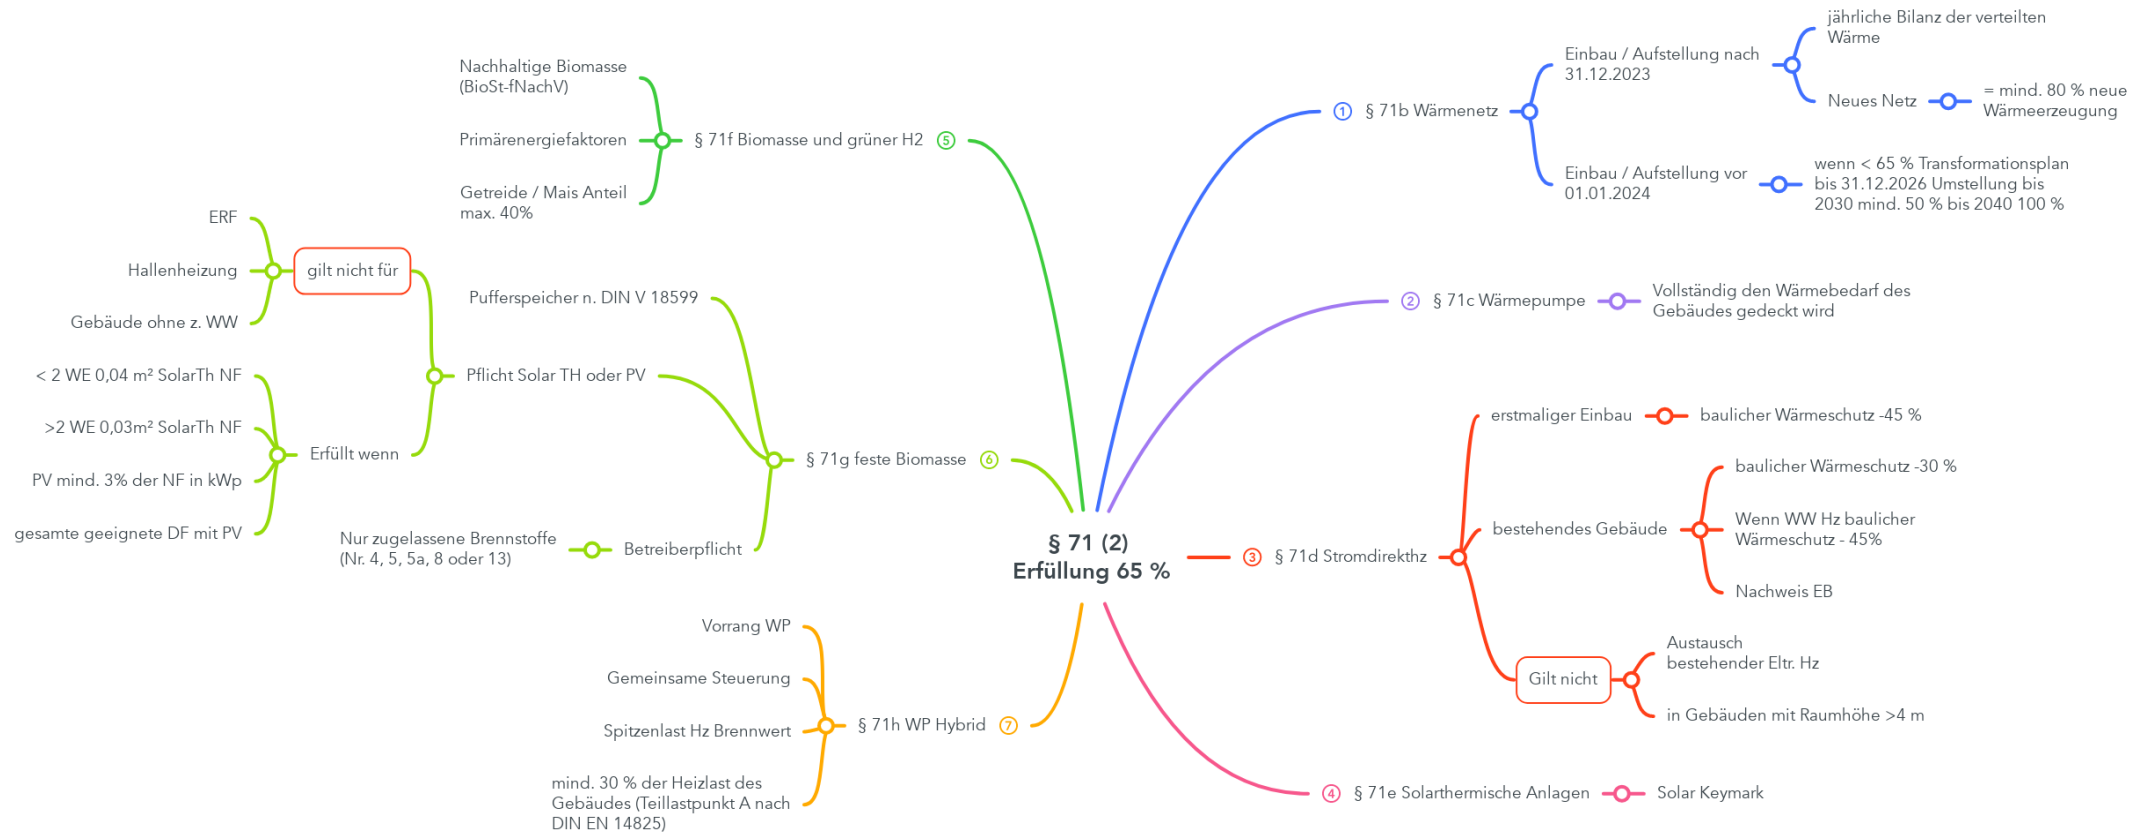 § 71 (2)
Erfüllung 65 %
1
§ 71b Wärmenetz
Einbau / Aufstellung nach
31.12.2023
jährliche Bilanz der verteilten
Wärme
Neues Netz
= mind. 80 % neue
Wärmeerzeugung
Einbau / Aufstellung vor
01.01.2024
wenn < 65 % Transformationsplan
bis 31.12.2026 Umstellung bis
2030 mind. 50 % bis 2040 100 %
2
§ 71c Wärmepumpe
Vollständig den Wärmebedarf des
Gebäudes gedeckt wird
3
§ 71d Stromdirekthz
erstmaliger Einbau
baulicher Wärmeschutz -45 %
bestehendes Gebäude
baulicher Wärmeschutz -30 %
Wenn WW Hz baulicher
Wärmeschutz - 45%
Nachweis EB
Gilt nicht
Austausch
bestehender Eltr. Hz
in Gebäuden mit Raumhöhe >4 m
4
§ 71e Solarthermische Anlagen
Solar Keymark
5
§ 71f Biomasse und grüner H2
Nachhaltige Biomasse
(BioSt-fNachV)
Primärenergiefaktoren
Getreide / Mais Anteil
max. 40%
6
§ 71g feste Biomasse
Pufferspeicher n. DIN V 18599
Pflicht Solar TH oder PV
gilt nicht für
ERF
Hallenheizung
Gebäude ohne z. WW
Erfüllt wenn
< 2 WE 0,04 m² SolarTh NF
>2 WE 0,03m² SolarTh NF
PV mind. 3% der NF in kWp
gesamte geeignete DF mit PV
Betreiberpflicht
Nur zugelassene Brennstoffe
(Nr. 4, 5, 5a, 8 oder 13)
7
§ 71h WP Hybrid
Vorrang WP
Gemeinsame Steuerung
Spitzenlast Hz Brennwert
mind. 30 % der Heizlast des
Gebäudes (Teillastpunkt A nach
DIN EN 14825)